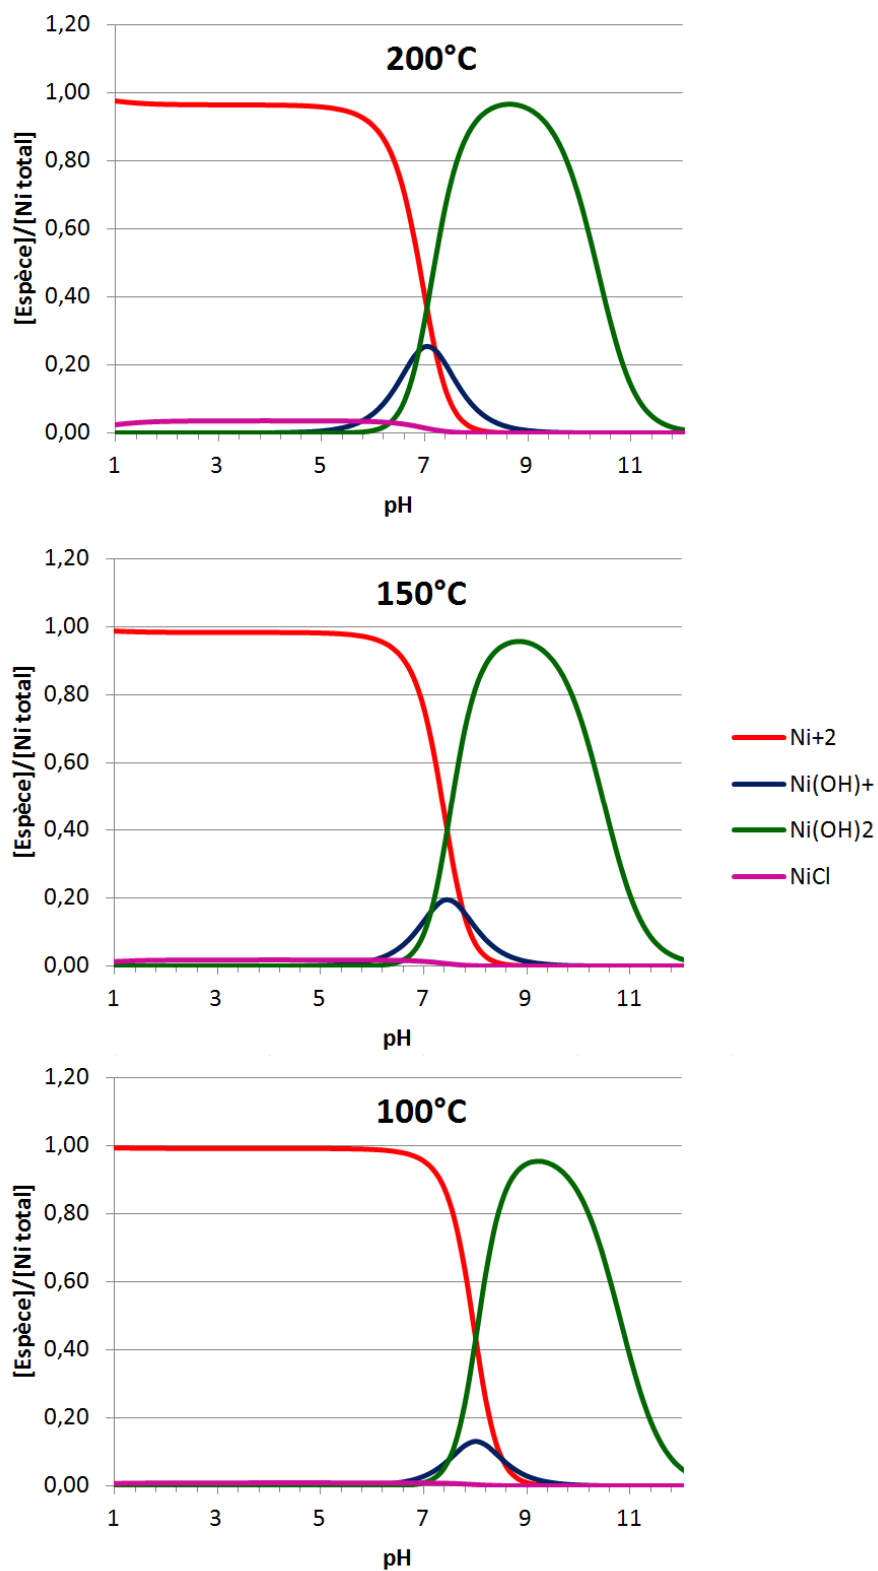 200°C
[Espèce]/[Ni total]
1,20
1,00
0,80
0,60
0,40
0,20
0,00
1 3 5 7 9 11
pH
150°C
[Espèce]/[Ni total]
1,20
1,00
0,80
0,60
0,40
0,20
0,00
1 3 5 7 9 11
pH
Ni+2
Ni(OH)+
Ni(OH)2
NiCl
100°C
[Espèce]/[Ni total]
1,20
1,00
0,80
0,60
0,40
0,20
0,00
1 3 5 7 9 11
pH